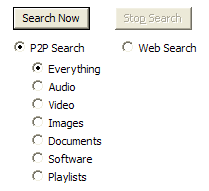 Search Now Stop Search
P2P Search Web Search
Everything
Audio
Video
Images
Documents
Software
Playlists